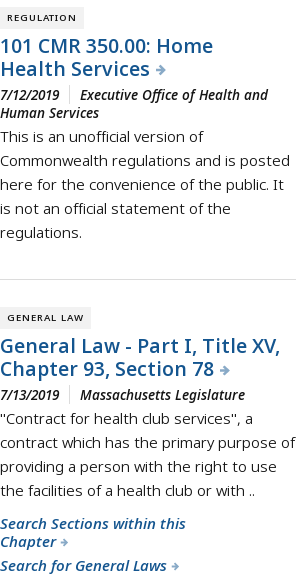 REGULATION
101 CMR 350.00: Home
Health Services
7/12/2019 Executive Office of Health and
Human Services
This is an unofficial version of
Commonwealth regulations and is posted
here for the convenience of the public. It
is not an official statement of the
regulations.
GENERAL LAW
General Law - Part I, Title XV,
Chapter 93, Section 78
7/13/2019 Massachusetts Legislature
"Contract for health club services", a
contract which has the primary purpose of
providing a person with the right to use
the facilities of a health club or with ..
Search Sections within this
Chapter
Search for General Laws